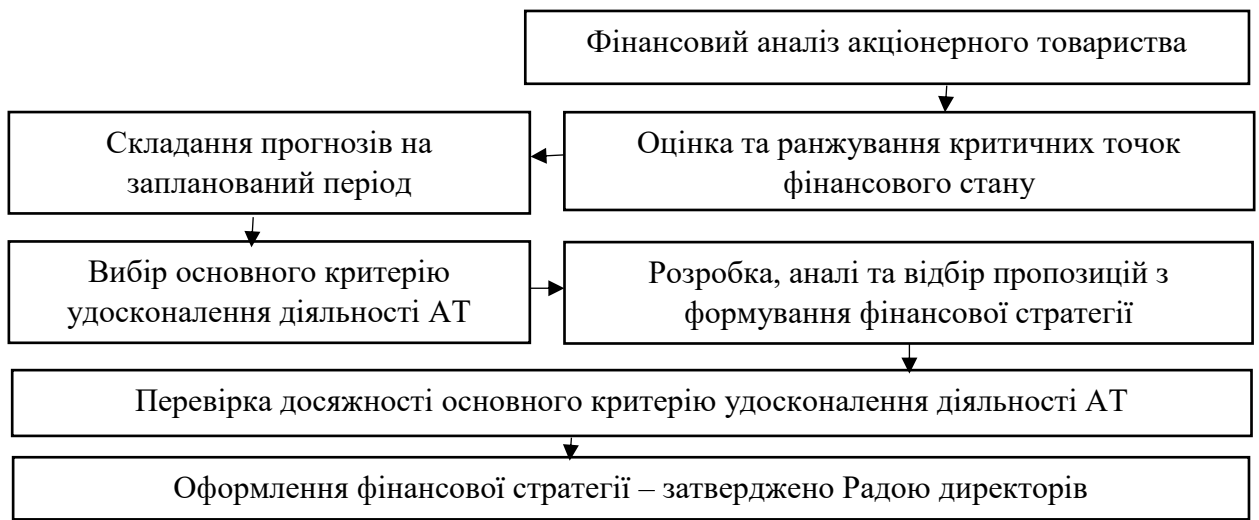 Фінансовий аналіз акціонерного товариства
Складання прогнозів на
запланований період
Оцінка та ранжування критичних точок
фінансового стану
Вибір основного критерію
удосконалення діяльності АТ
Розробка, аналі та відбір пропозицій з
формування фінансової стратегії
Перевірка досяжності основного критерію удосконалення діяльності АТ
Оформлення фінансової стратегії – затверджено Радою директорів